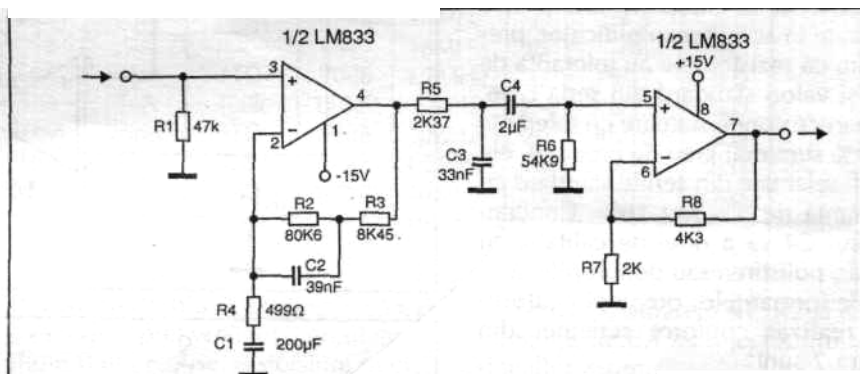 1/2 LM833
3
+
4
−
2
1
-15V
R1
47k
R2
80K6
R3
8K45
C2
39nF
R4
499Ω
C1
200µF
R5
2K37
C4
2µF
C3
33nF
R6
54K9
1/2 LM833
+15V
5
+
8
7
−
6
R8
4K3
R7
2K